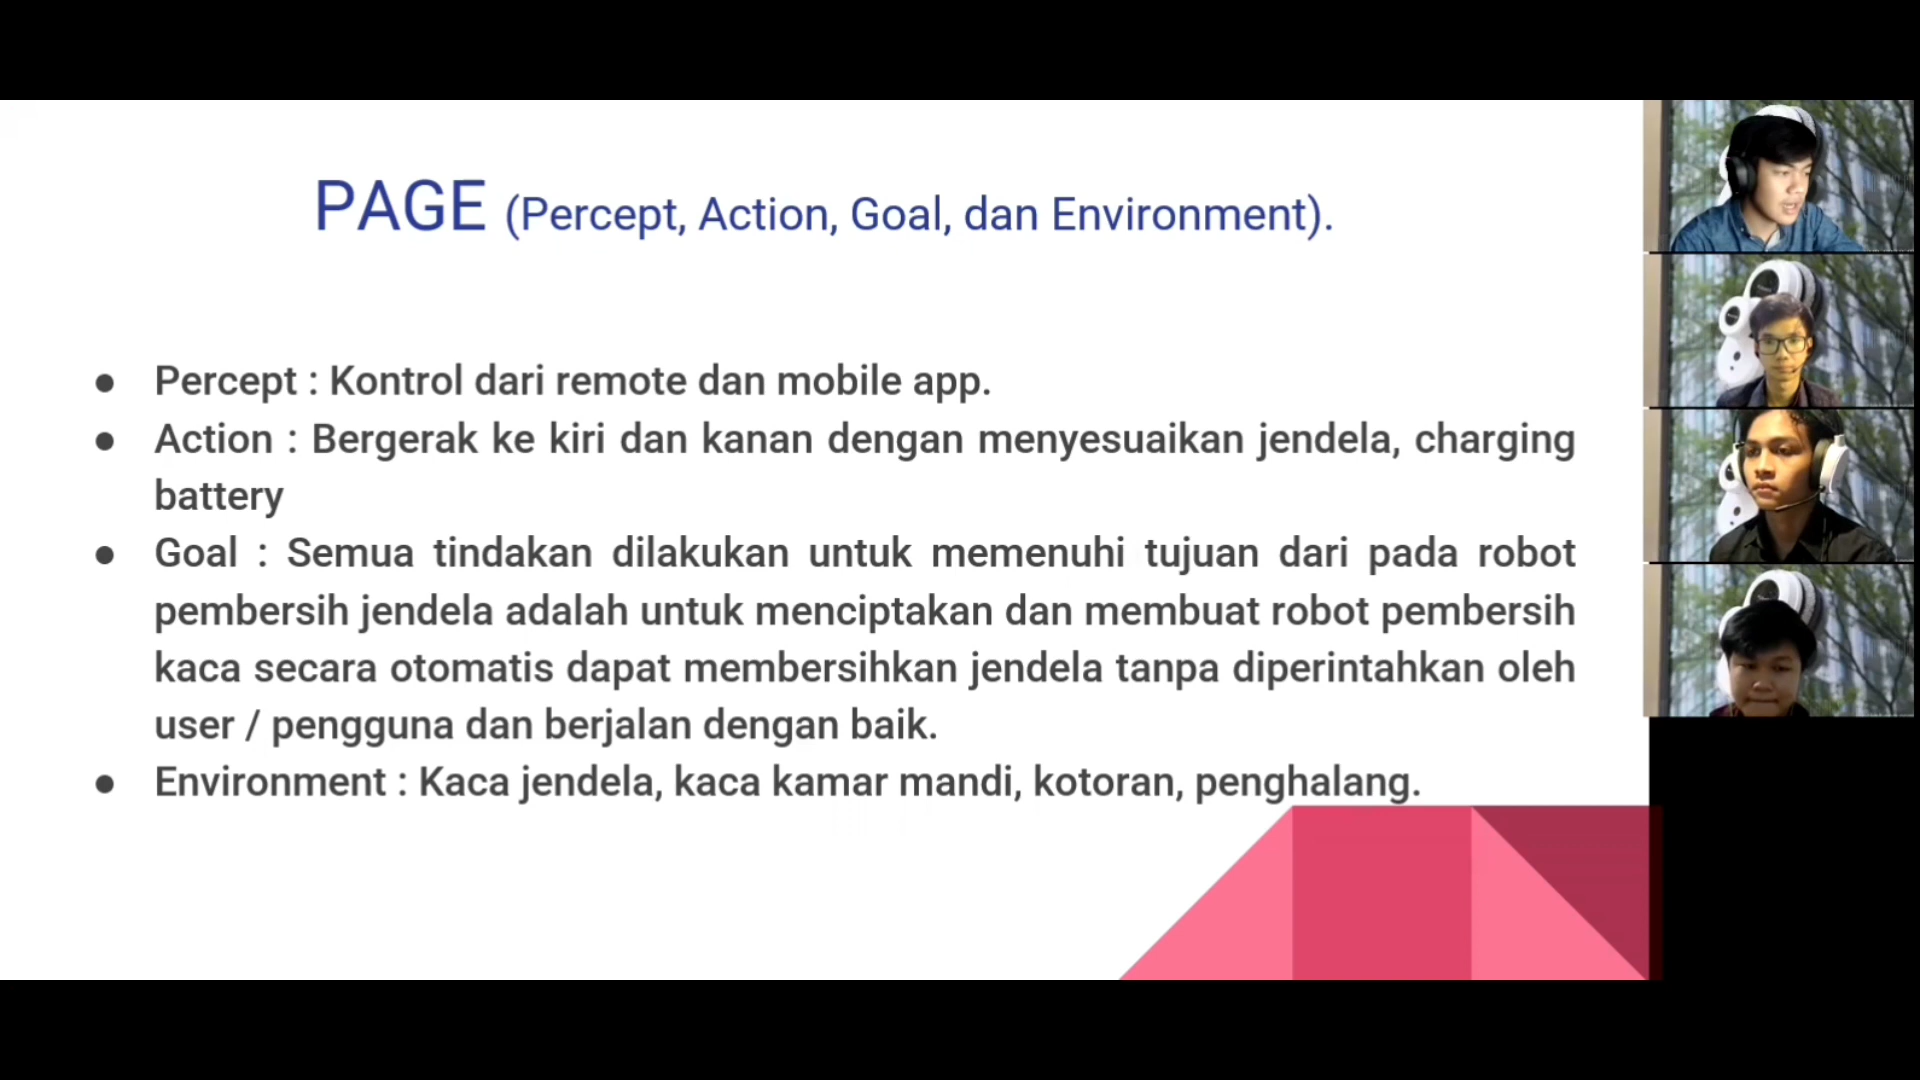 PAGE (Percept, Action, Goal, dan Environment).
● Percept : Kontrol dari remote dan mobile app.
● Action : Bergerak ke kiri dan kanan dengan menyesuaikan jendela, charging
battery
● Goal : Semua tindakan dilakukan untuk memenuhi tujuan dari pada robot
pembersih jendela adalah untuk menciptakan dan membuat robot pembersih
kaca secara otomatis dapat membersihkan jendela tanpa diperintahkan oleh
user / pengguna dan berjalan dengan baik.
● Environment : Kaca jendela, kaca kamar mandi, kotoran, penghalang.